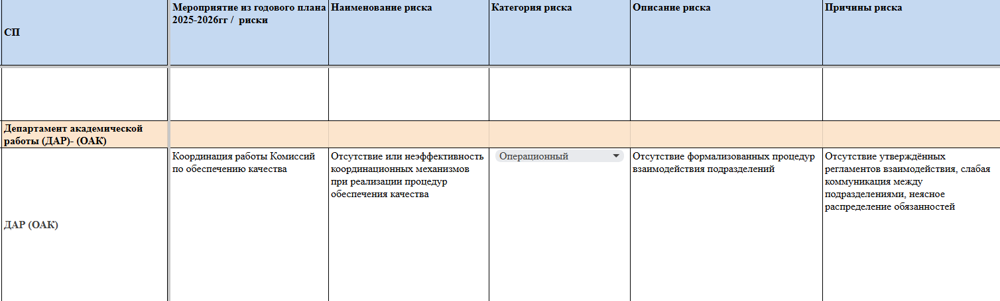 СП
Мероприятие из годового плана
2025-2026гг /  риски
Наименование риска
Категория риска
Описание риска
Причины риска
Департамент академической
работы (ДАР)- (ОАК)
ДАР (ОАК)
Координация работы Комиссий
по обеспечению качества
Отсутствие или неэффективность
координационных механизмов
при реализации процедур
обеспечения качества
Операционный
Отсутствие формализованных процедур
взаимодействия подразделений
Отсутствие утверждённых
регламентов взаимодействия, слабая
коммуникация между
подразделениями, неясное
распределение обязанностей